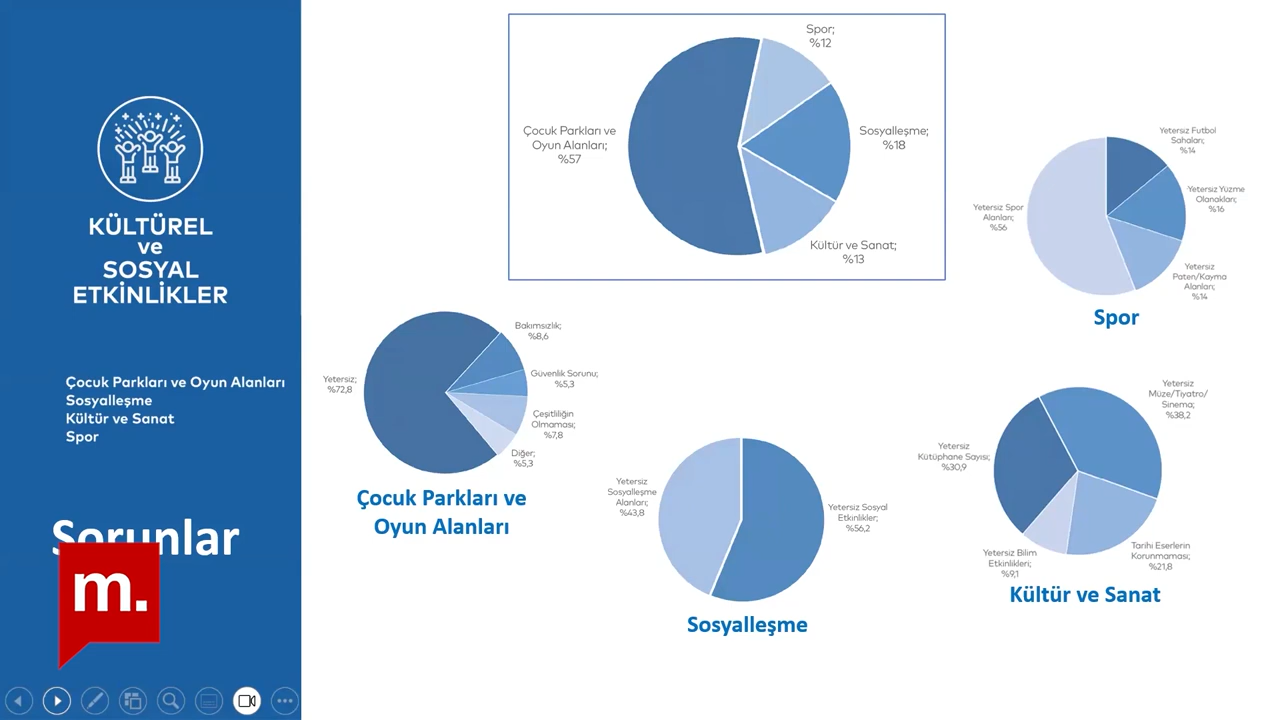 KÜLTÜREL
ve
SOSYAL
ETKİNLİKLER
Çocuk Parkları ve Oyun Alanları
Sosyalleşme
Kültür ve Sanat
Spor
Sorunlar
m.
Spor;
%12
Çocuk Parkları ve
Oyun Alanları;
%57
Sosyalleşme;
%18
Kültür ve Sanat;
%13
Yetersiz Futbol
Sahaları;
%14
Yetersiz Yüzme
Olanakları;
%16
Yetersiz Spor
Alanları;
%56
Yetersiz
Paten/Kayma
Alanları;
%14
Spor
Bakımsızlık;
%8,6
Yetersiz;
%72,8
Güvenlik Sorunu;
%5,3
Çeşitliliğin
Olmaması;
%7,8
Diğer;
%5,3
Çocuk Parkları ve
Oyun Alanları
Yetersiz
Sosyalleşme
Alanları;
%43,8
Yetersiz Sosyal
Etkinlikler;
%56,2
Sosyalleşme
Yetersiz
Müze/Tiyatro/
Sinema;
%38,2
Yetersiz
Kütüphane Sayısı;
%30,9
Yetersiz Bilim
Etkinlikleri;
%9,1
Tarihi Eserlerin
Korunmaması;
%21,8
Kültür ve Sanat